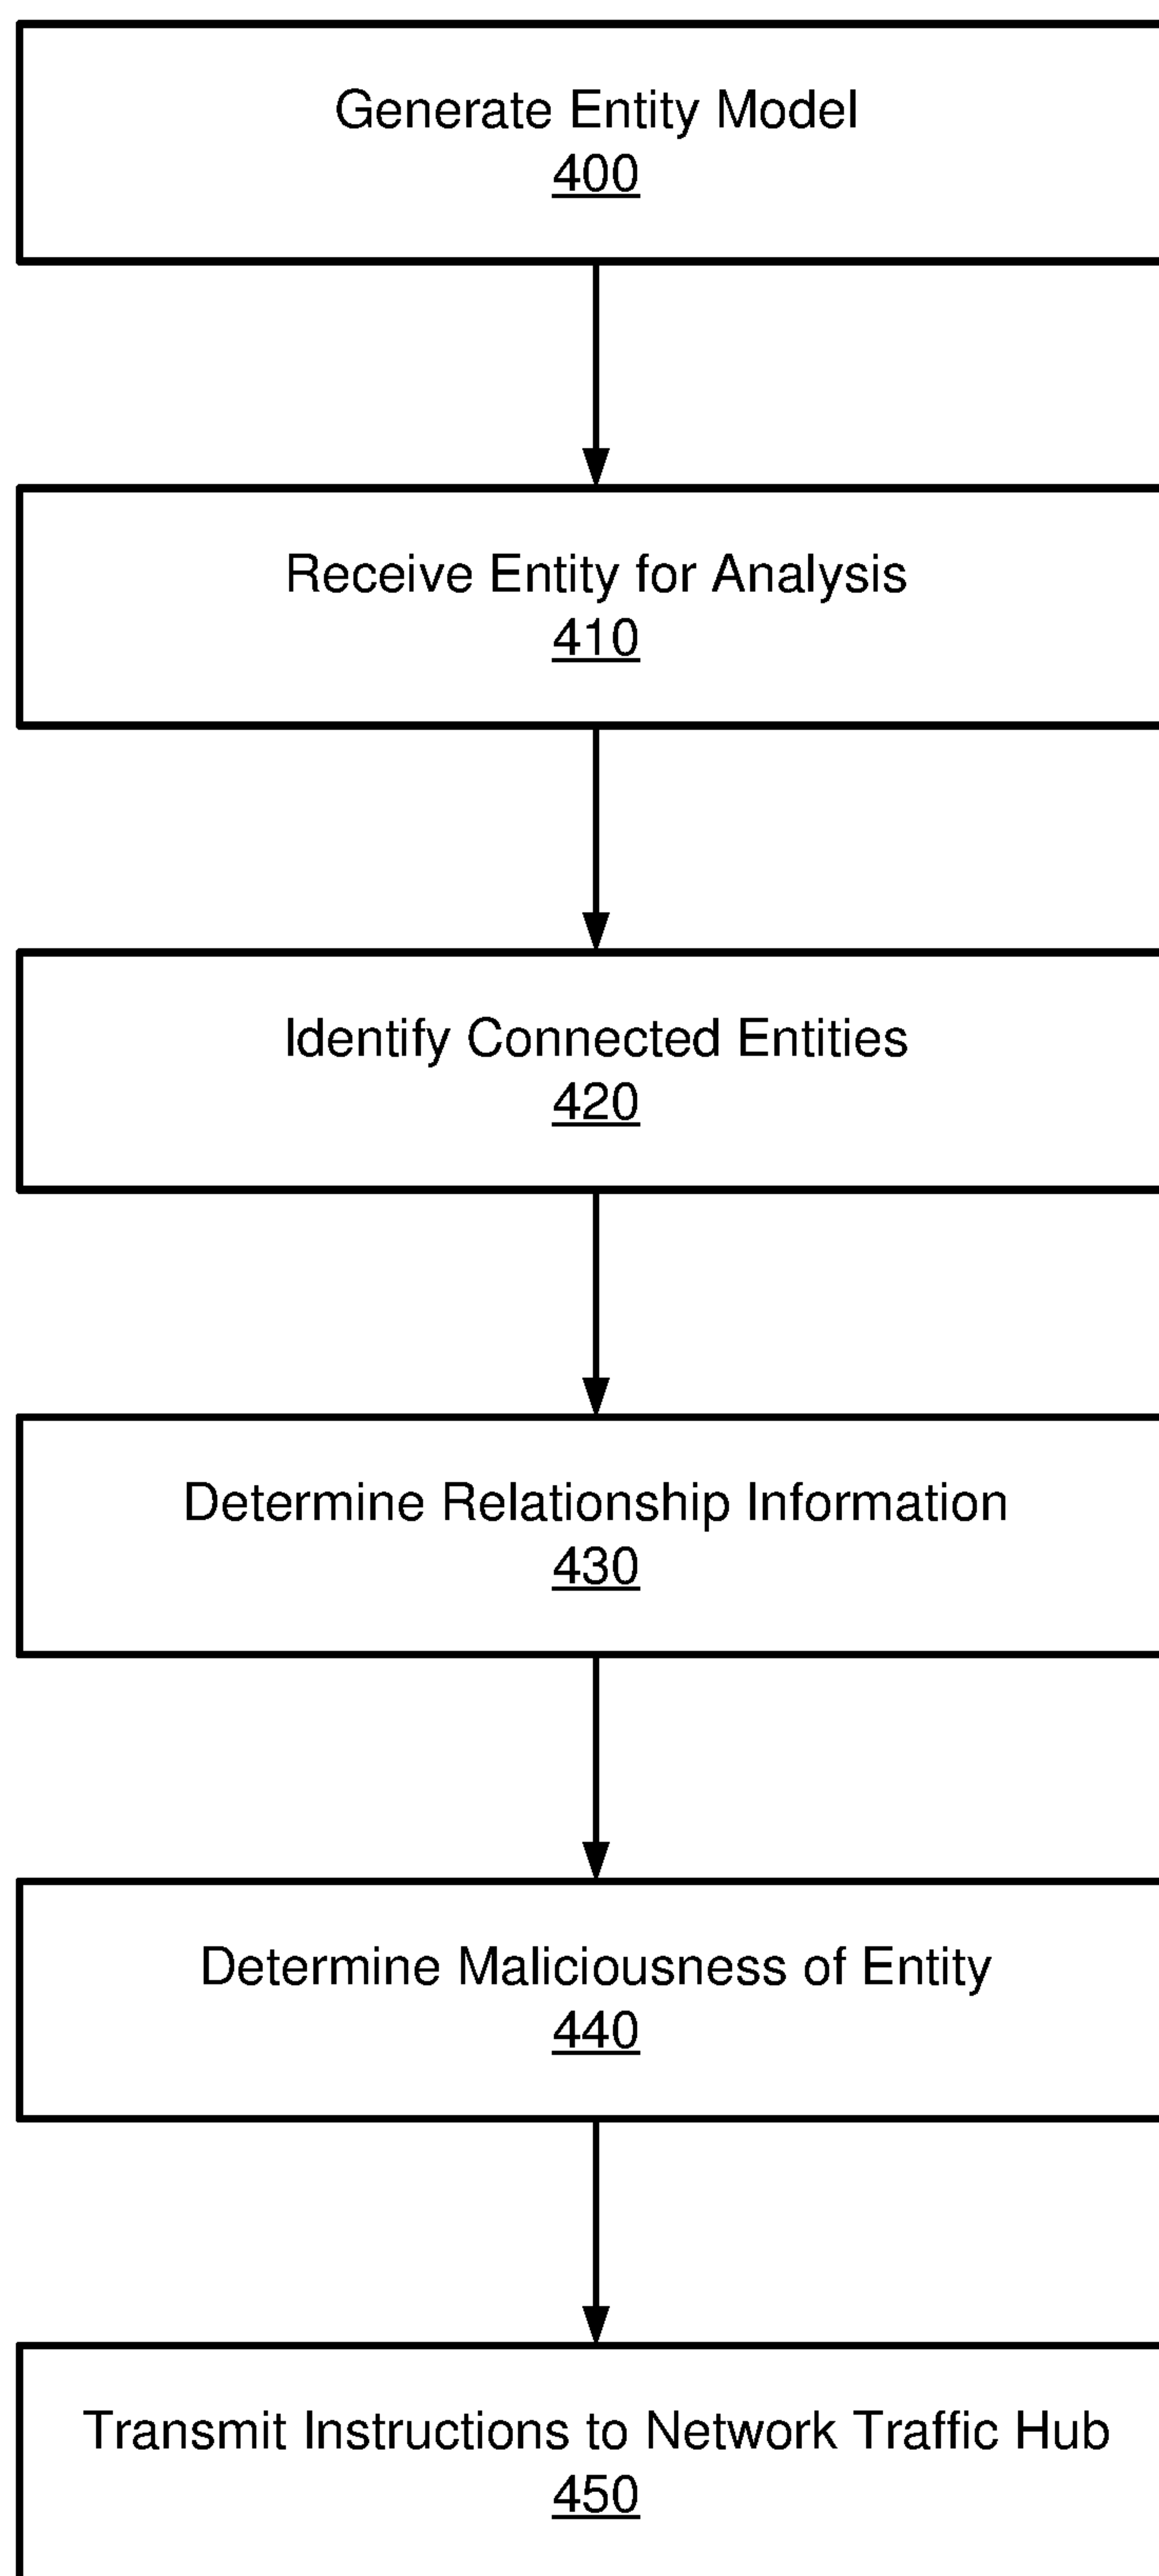 Generate Entity Model
400
Receive Entity for Analysis
410
Identify Connected Entities
420
Determine Relationship Information
430
Determine Maliciousness of Entity
440
Transmit Instructions to Network Traffic Hub
450